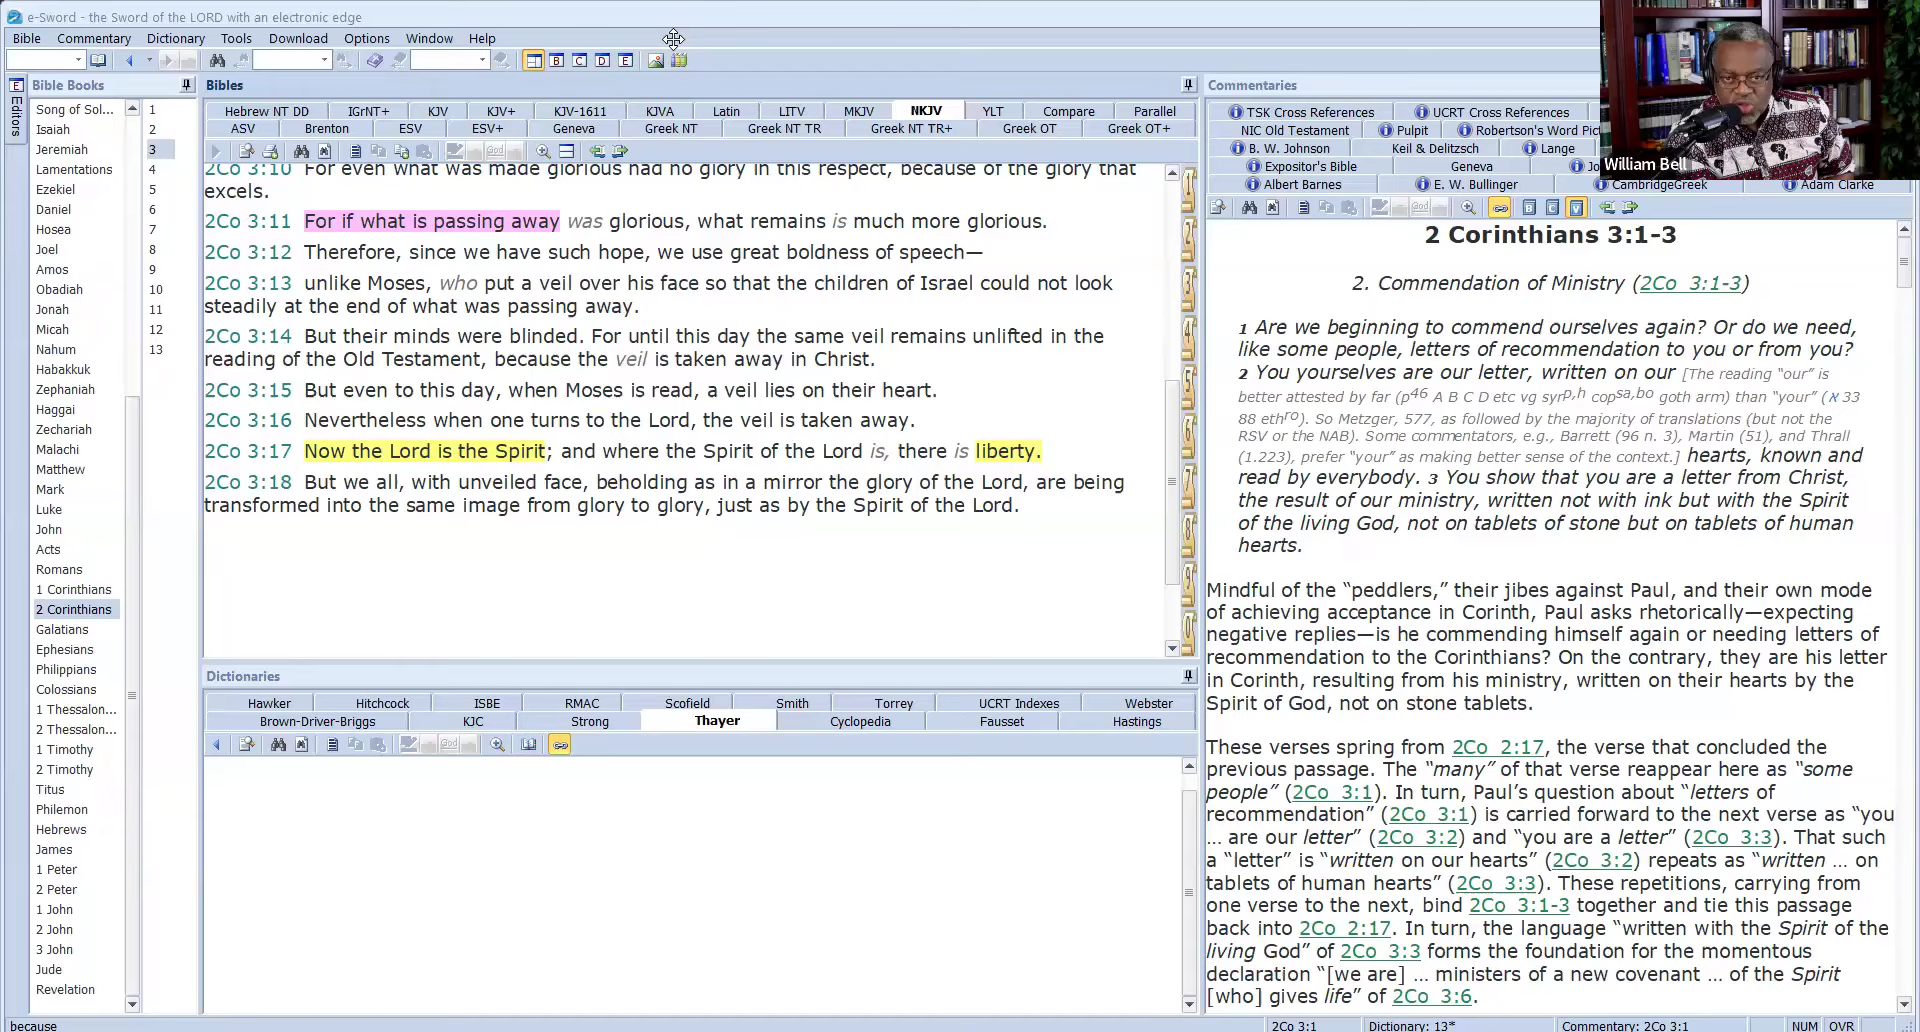 e-Sword - the Sword of the LORD with an electronic edge
Bible Commentary Dictionary Tools Download Options Window Help
B C D E
Editors
Bible Books
Song of Sol...
Isaiah
Jeremiah
Lamentations
Ezekiel
Daniel
Hosea
Joel
Amos
Obadiah
Jonah
Micah
Nahum
Habakkuk
Zephaniah
Haggai
Zechariah
Malachi
Matthew
Mark
Luke
John
Acts
Romans
1 Corinthians
2 Corinthians
Galatians
Ephesians
Philippians
Colossians
1 Thessalon...
2 Thessalon...
1 Timothy
2 Timothy
Titus
Philemon
Hebrews
James
1 Peter
2 Peter
1 John
2 John
3 John
Jude
Revelation
1
2
3
4
5
6
7
8
9
10
11
12
13
Bibles
Hebrew NT DD IGrNT+ KJV KJV+ KJV-1611 KJVA Latin LITV MKJV NKJV YLT Compare Parallel
ASV Brenton ESV ESV+ Geneva Greek NT Greek NT TR Greek NT TR+ Greek OT Greek OT+
God
2Co 3:10 For even what was made glorious had no glory in this respect, because of the glory that
excels.
2Co 3:11 For if what is passing away was glorious, what remains is much more glorious.
2Co 3:12 Therefore, since we have such hope, we use great boldness of speech—
2Co 3:13 unlike Moses, who put a veil over his face so that the children of Israel could not look
steadily at the end of what was passing away.
2Co 3:14 But their minds were blinded. For until this day the same veil remains unlifted in the
reading of the Old Testament, because the veil is taken away in Christ.
2Co 3:15 But even to this day, when Moses is read, a veil lies on their heart.
2Co 3:16 Nevertheless when one turns to the Lord, the veil is taken away.
2Co 3:17 Now the Lord is the Spirit; and where the Spirit of the Lord is, there is liberty.
2Co 3:18 But we all, with unveiled face, beholding as in a mirror the glory of the Lord, are being
transformed into the same image from glory to glory, just as by the Spirit of the Lord.
1
2
3
4
5
6
7
8
9
0
Dictionaries
Hawker Hitchcock ISBE RMAC Scofield Smith Torrey UCRT Indexes Webster
Brown-Driver-Briggs KJC Strong Thayer Cyclopedia Fausset Hastings
God
Commentaries
TSK Cross References UCRT Cross References
NIC Old Testament Pulpit Robertson's Word Pic
B. W. Johnson Keil & Delitzsch Lange
Expositor's Bible Geneva Jo
Albert Barnes E. W. Bullinger CambridgeGreek Adam Clarke
William Bell
God B C V
2 Corinthians 3:1-3
2. Commendation of Ministry (2Co 3:1-3)
1 Are we beginning to commend ourselves again? Or do we need,
like some people, letters of recommendation to you or from you?
2 You yourselves are our letter, written on our [The reading “our” is
better attested by far (p46 A B C D etc vg syrp,h copsa,bo goth arm) than “your” (א 33
88 ethro). So Metzger, 577, as followed by the majority of translations (but not the
RSV or the NAB). Some commentators, e.g., Barrett (96 n. 3), Martin (51), and Thrall
(1.223), prefer “your” as making better sense of the context.] hearts, known and
read by everybody. 3 You show that you are a letter from Christ,
the result of our ministry, written not with ink but with the Spirit
of the living God, not on tablets of stone but on tablets of human
hearts.
Mindful of the “peddlers,” their jibes against Paul, and their own mode
of achieving acceptance in Corinth, Paul asks rhetorically—expecting
negative replies—is he commending himself again or needing letters of
recommendation to the Corinthians? On the contrary, they are his letter
in Corinth, resulting from his ministry, written on their hearts by the
Spirit of God, not on stone tablets.
These verses spring from 2Co 2:17, the verse that concluded the
previous passage. The “many” of that verse reappear here as “some
people” (2Co 3:1). In turn, Paul’s question about “letters of
recommendation” (2Co 3:1) is carried forward to the next verse as “you
... are our letter” (2Co 3:2) and “you are a letter” (2Co 3:3). That such
a “letter” is “written on our hearts” (2Co 3:2) repeats as “written ... on
tablets of human hearts” (2Co 3:3). These repetitions, carrying from
one verse to the next, bind 2Co 3:1-3 together and tie this passage
back into 2Co 2:17. In turn, the language “written with the Spirit of the
living God” of 2Co 3:3 forms the foundation for the momentous
declaration “[we are] ... ministers of a new covenant ... of the Spirit
[who] gives life” of 2Co 3:6.
because 2Co 3:1 Dictionary: 13* Commentary: 2Co 3:1 NUM OVR